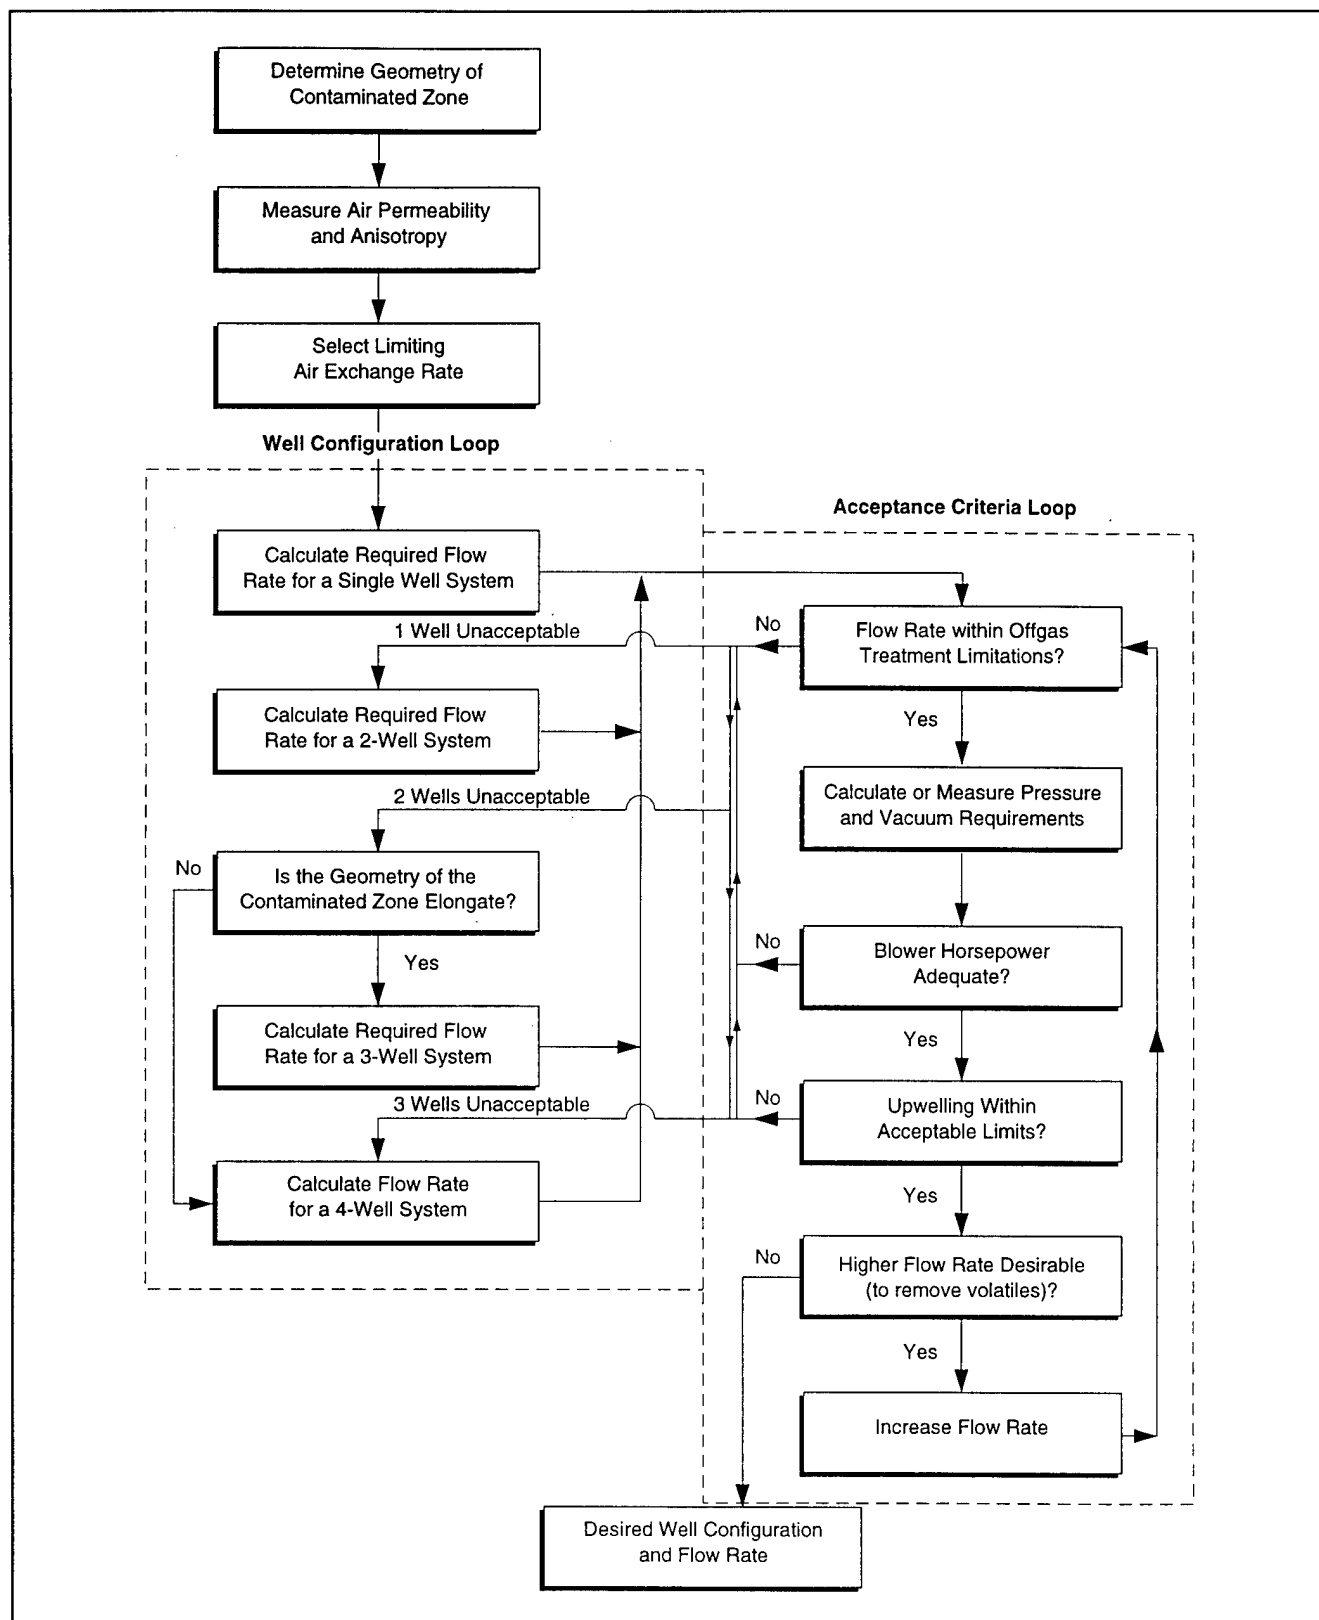 Determine Geometry of
Contaminated Zone
Measure Air Permeability
and Anisotropy
Select Limiting
Air Exchange Rate
Well Configuration Loop
Calculate Required Flow
Rate for a Single Well System
1 Well Unacceptable
Calculate Required Flow
Rate for a 2-Well System
2 Wells Unacceptable
No
Is the Geometry of the
Contaminated Zone Elongate?
Yes
Calculate Required Flow
Rate for a 3-Well System
3 Wells Unacceptable
Calculate Flow Rate
for a 4-Well System
Acceptance Criteria Loop
No
Flow Rate within Offgas
Treatment Limitations?
Yes
Calculate or Measure Pressure
and Vacuum Requirements
No
Blower Horsepower
Adequate?
Yes
No
Upwelling Within
Acceptable Limits?
Yes
No
Higher Flow Rate Desirable
(to remove volatiles)?
Yes
Increase Flow Rate
Desired Well Configuration
and Flow Rate